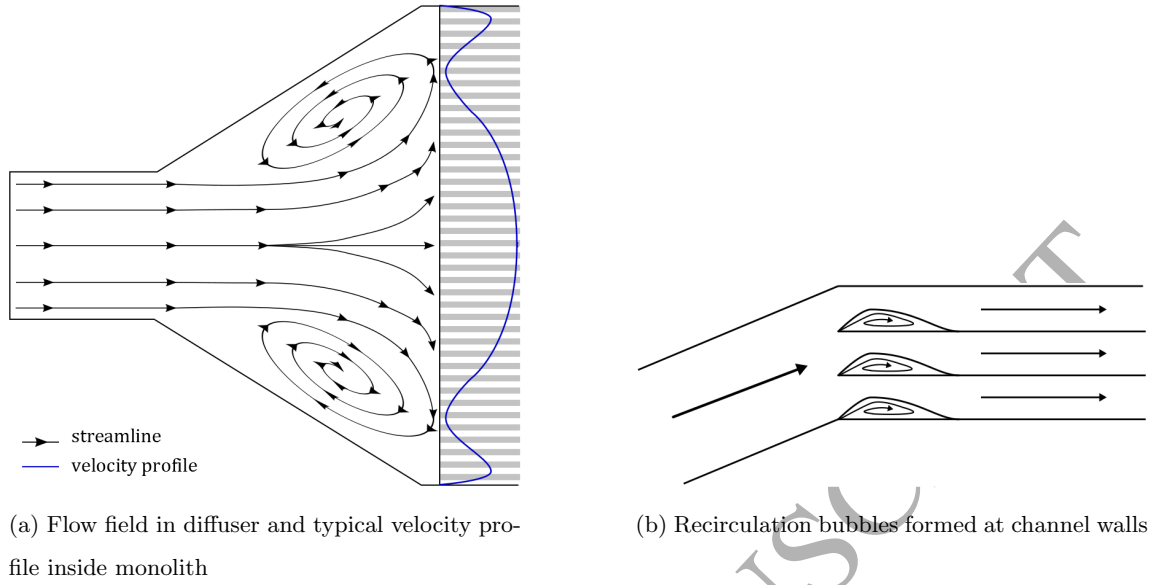 streamline
velocity profile
(a) Flow field in diffuser and typical velocity pro-
file inside monolith
(b) Recirculation bubbles formed at channel walls